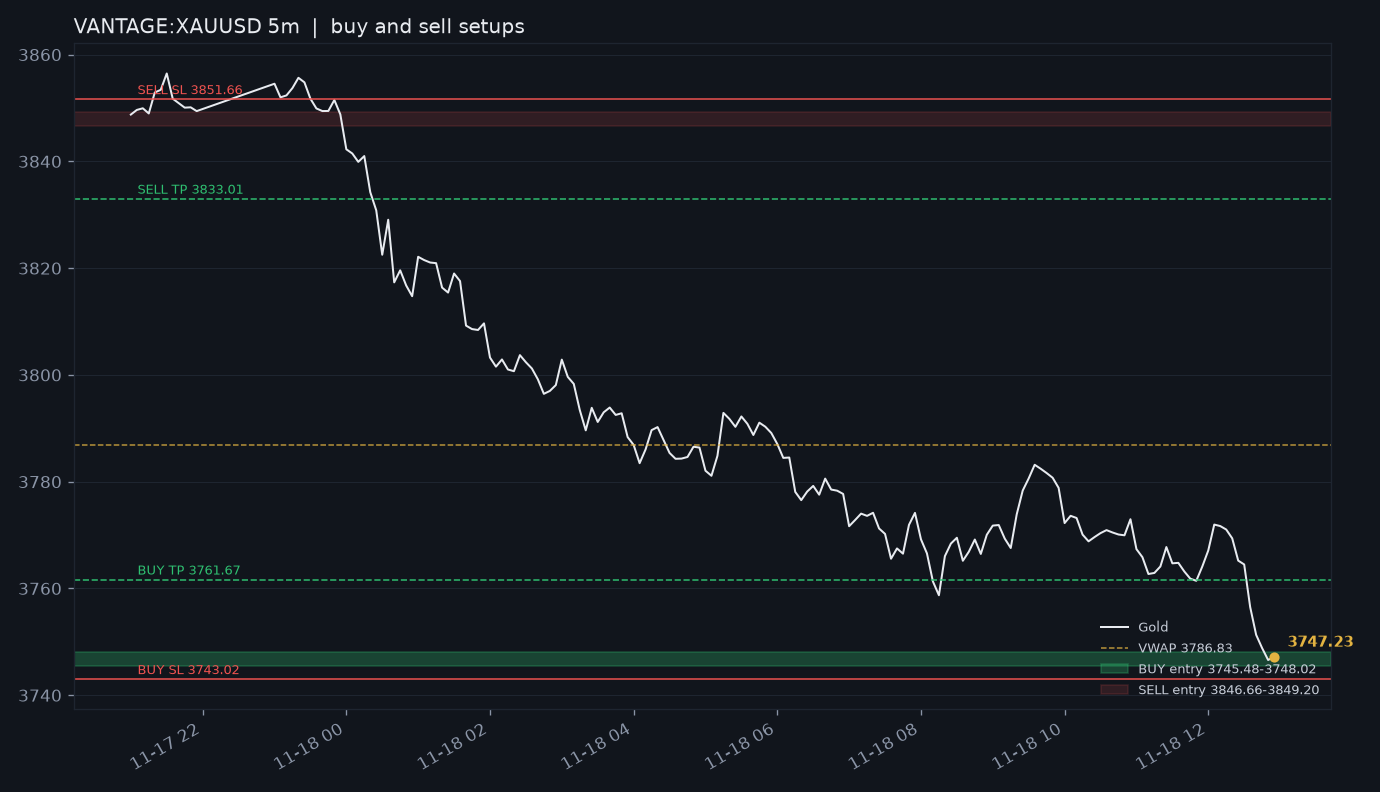 VANTAGE:XAUUSD 5m | buy and sell setups
3860
SELL SL 3851.66
3840
SELL TP 3833.01
3820
3800
3780
BUY TP 3761.67
3760
3747.23
BUY SL 3743.02
3740
Gold
VWAP 3786.83
BUY entry 3745.48-3748.02
SELL entry 3846.66-3849.20
11-17 22
11-18 00
11-18 02
11-18 04
11-18 06
11-18 08
11-18 10
11-18 12